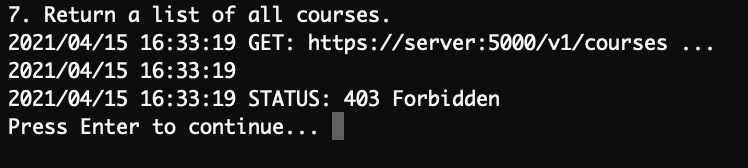 7. Return a list of all courses.
2021/04/15 16:33:19 GET: https://server:5000/v1/courses ...
2021/04/15 16:33:19
2021/04/15 16:33:19 STATUS: 403 Forbidden
Press Enter to continue...